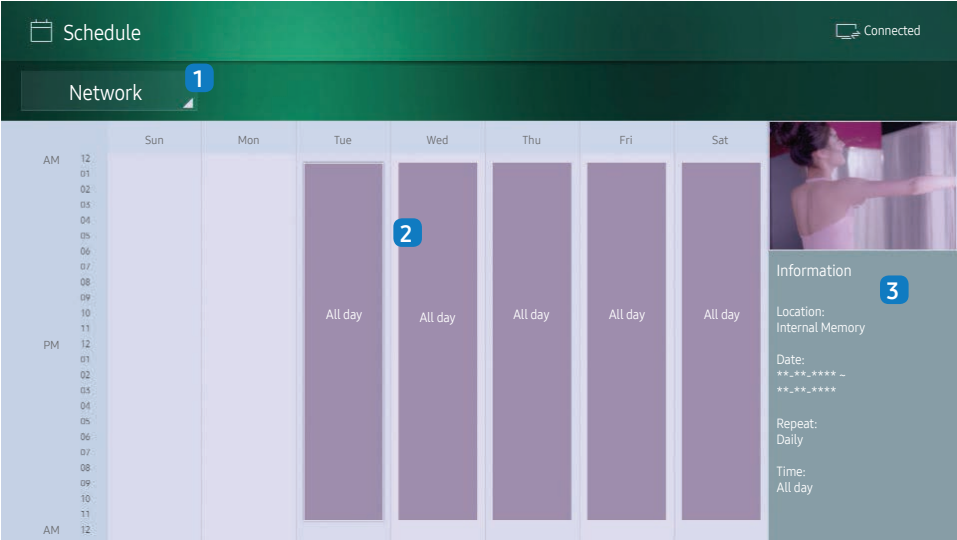 Schedule
Connected
Network
1
Sun Mon Tue Wed Thu Fri Sat
AM 12
01
02
03
04
05
06
07
08
09
10
11
PM 12
01
02
03
04
05
06
07
08
09
10
11
AM 12
2
All day All day All day All day All day
Information
3
Location:
Internal Memory
Date:
**-**-**** ~
**-**-****
Repeat:
Daily
Time:
All day